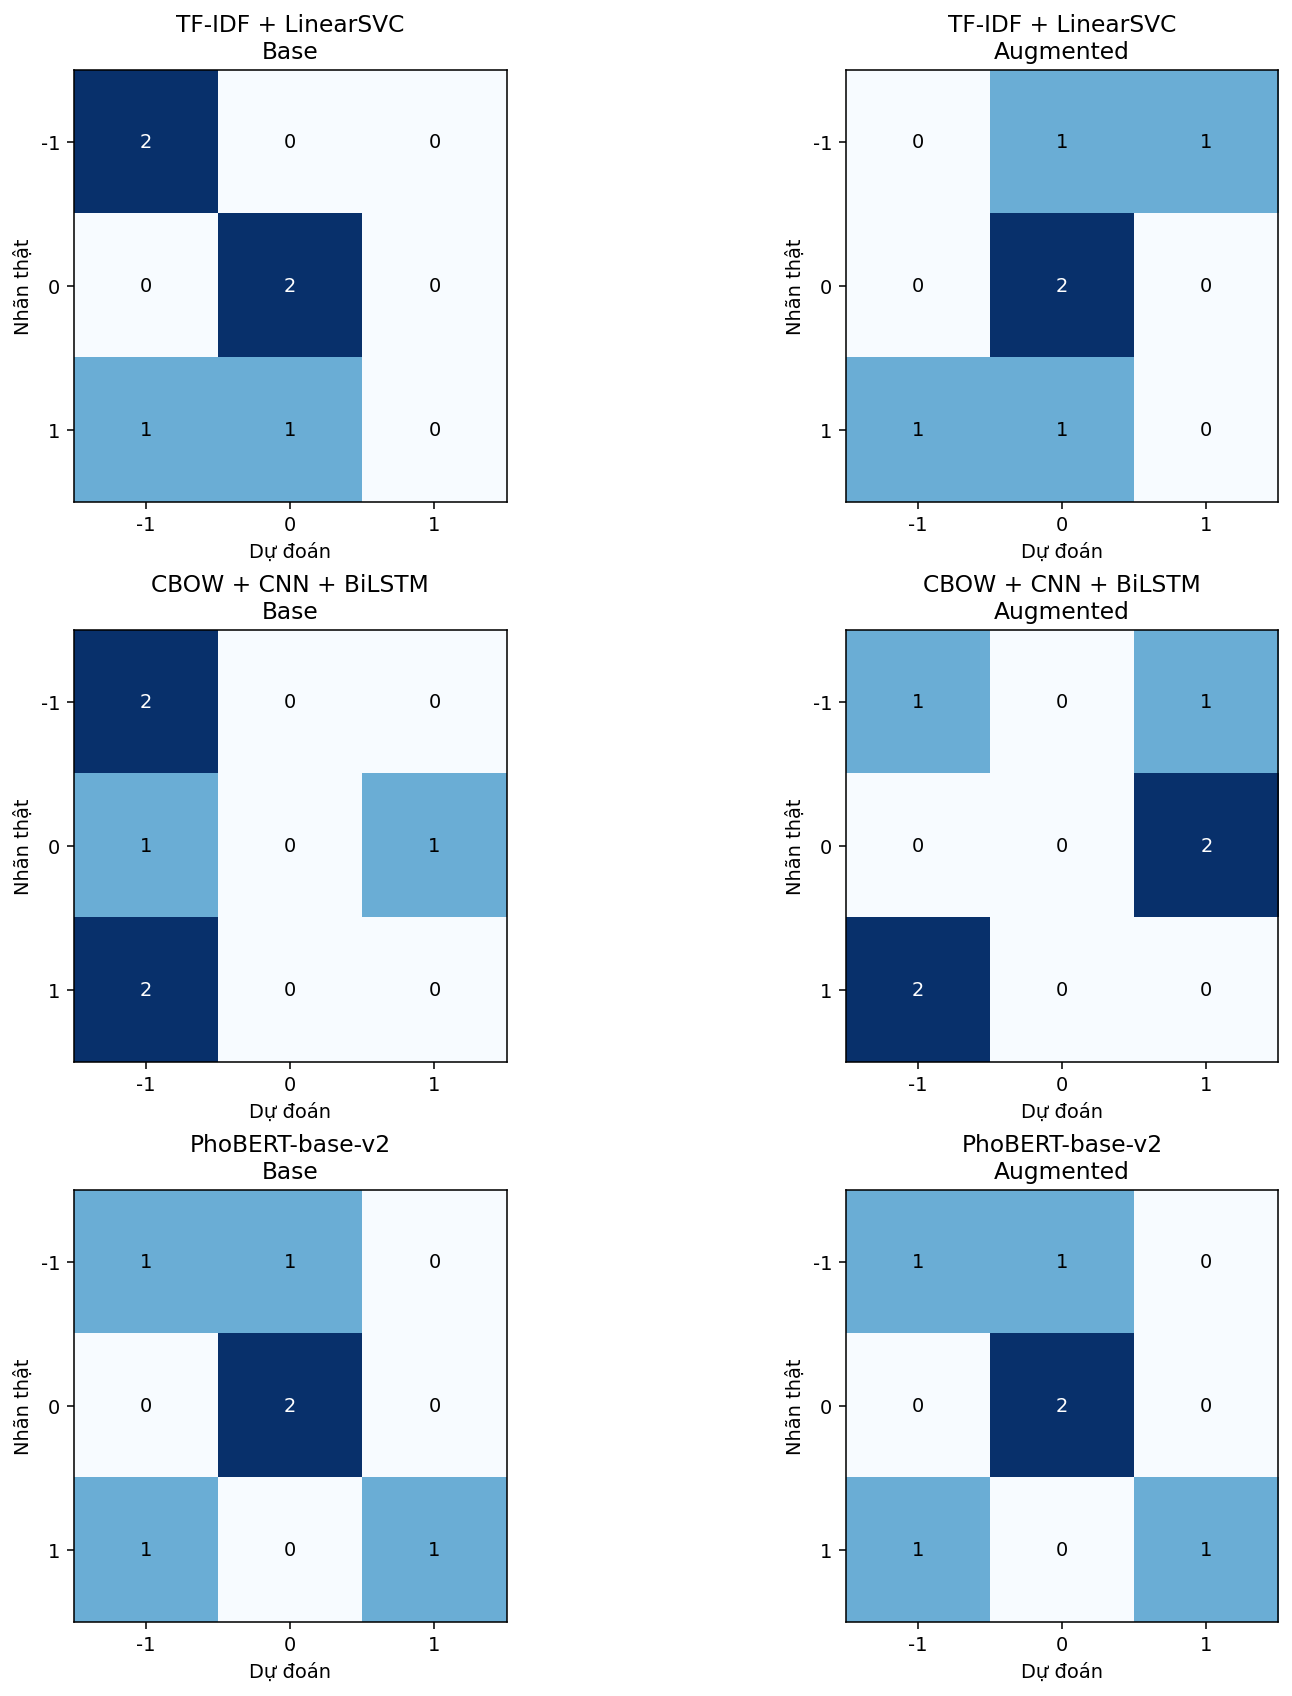 TF-IDF + LinearSVC
Base
Nhãn thật
-1 2 0 0
0 0 2 0
1 1 1 0
-1 0 1
Dự đoán
TF-IDF + LinearSVC
Augmented
Nhãn thật
-1 0 1 1
0 0 2 0
1 1 1 0
-1 0 1
Dự đoán
CBOW + CNN + BiLSTM
Base
Nhãn thật
-1 2 0 0
0 1 0 1
1 2 0 0
-1 0 1
Dự đoán
CBOW + CNN + BiLSTM
Augmented
Nhãn thật
-1 1 0 1
0 0 0 2
1 2 0 0
-1 0 1
Dự đoán
PhoBERT-base-v2
Base
Nhãn thật
-1 1 1 0
0 0 2 0
1 1 0 1
-1 0 1
Dự đoán
PhoBERT-base-v2
Augmented
Nhãn thật
-1 1 1 0
0 0 2 0
1 1 0 1
-1 0 1
Dự đoán